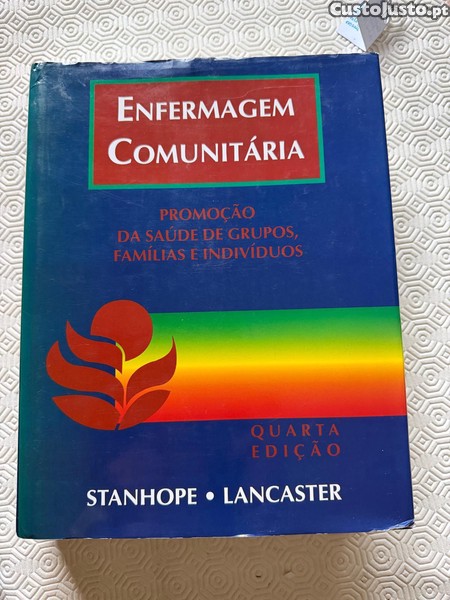 CustoJusto.pt
ENFERMAGEM
COMUNITÁRIA
PROMOÇÃO
DA SAÚDE DE GRUPOS,
FAMÍLIAS E INDIVÍDUOS
QUARTA
EDIÇÃO
STANHOPE • LANCASTER